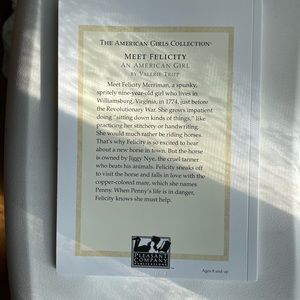 THE AMERICAN GIRLS COLLECTION
MEET FELICITY
AN AMERICAN GIRL
BY VALERIE TRIPP
Meet Felicity Merriman, a spunky,
spritely nine-year-old girl who lives in
Williamsburg, Virginia, in 1774, just before
the Revolutionary War. She grows impatient
doing "sitting down kinds of things," like
practicing her stitchery or handwriting.
She would much rather be riding horses.
That's why Felicity is so excited to hear
about a new horse in town. But the horse
is owned by Jiggy Nye, the cruel tanner
who beats his animals. Felicity sneaks off
to visit the horse and falls in love with the
copper-colored mare, which she names
Penny. When Penny's life is in danger,
Felicity knows she must help.
PLEASANT
COMPANY
PUBLICATIONS
Ages 8 and up